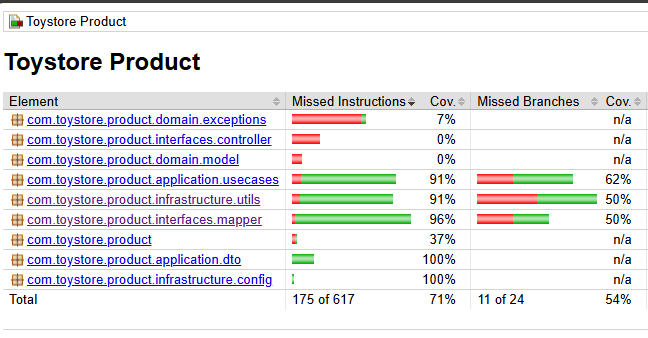 Toystore Product
Toystore Product
Element Missed Instructions Cov. Missed Branches Cov.
com.toystore.product.domain.exceptions 7% n/a
com.toystore.product.interfaces.controller 0% n/a
com.toystore.product.domain.model 0% n/a
com.toystore.product.application.usecases 91% 62%
com.toystore.product.infrastructure.utils 91% 50%
com.toystore.product.interfaces.mapper 96% 50%
com.toystore.product 37% n/a
com.toystore.product.application.dto 100% n/a
com.toystore.product.infrastructure.config 100% n/a
Total 175 of 617 71% 11 of 24 54%